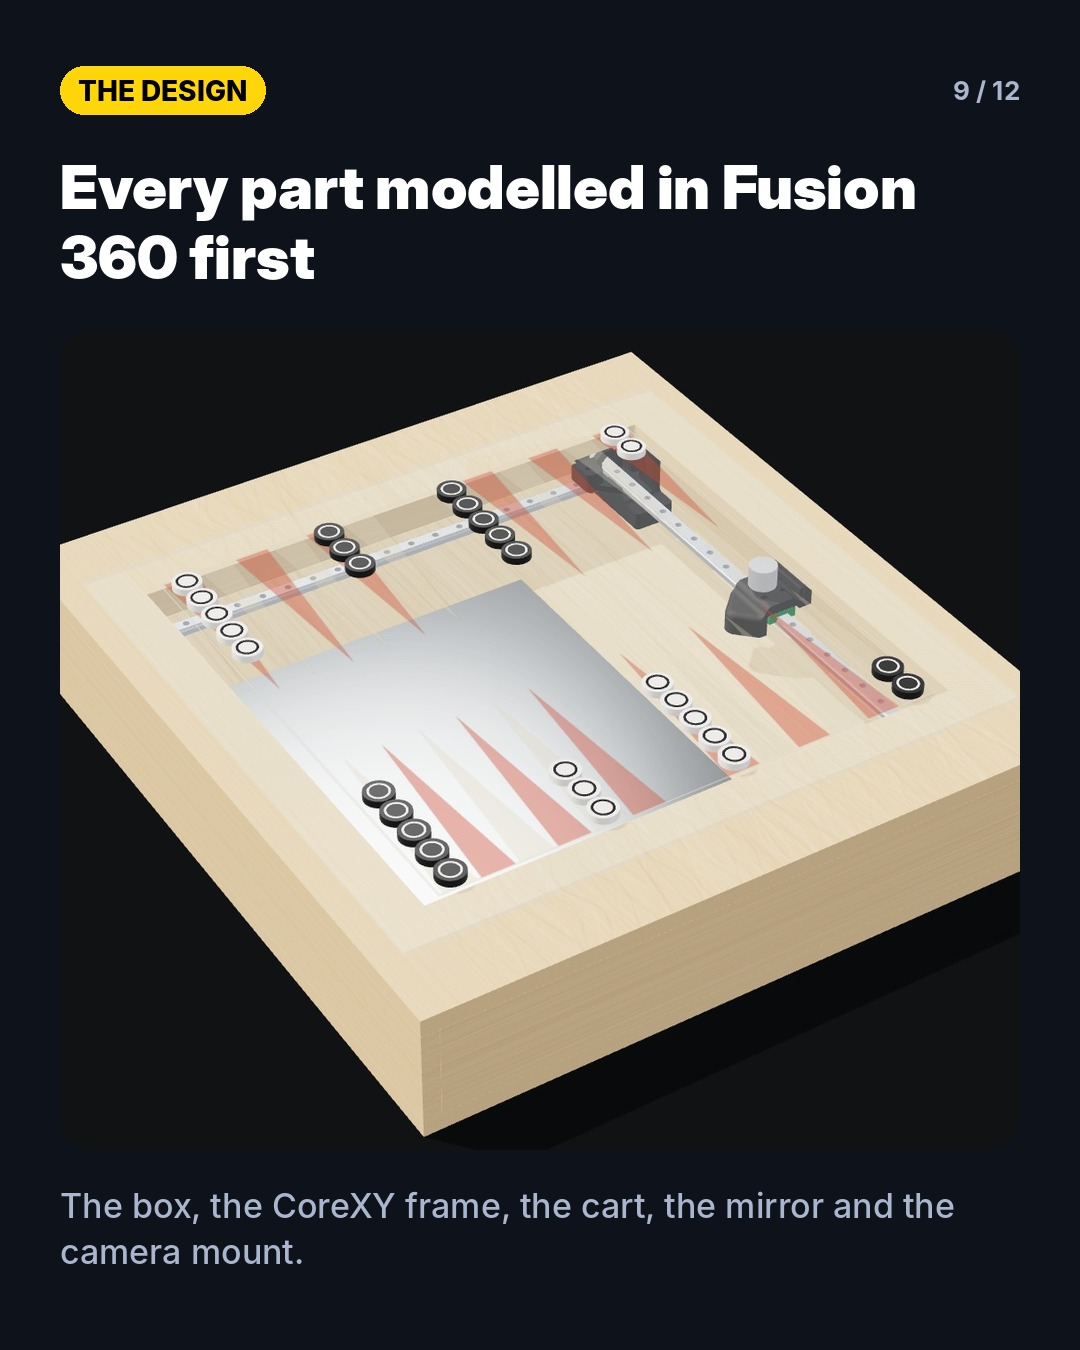 THE DESIGN
9 / 12
Every part modelled in Fusion
360 first
The box, the CoreXY frame, the cart, the mirror and the
camera mount.